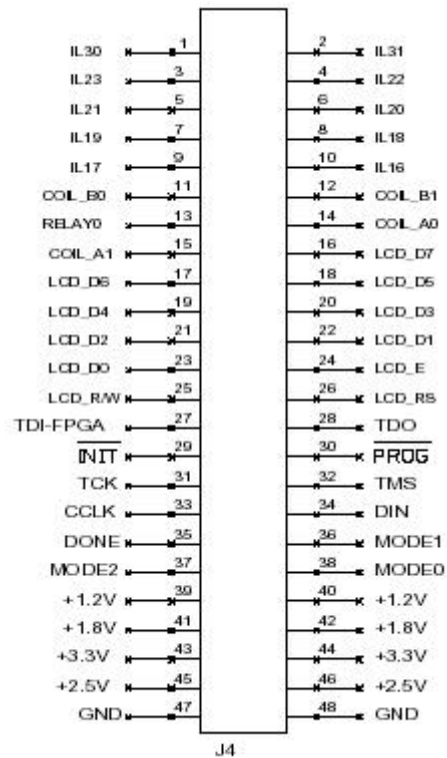 IL30 1 2 IL31
IL23 3 4 IL22
IL21 5 6 IL20
IL19 7 8 IL18
IL17 9 10 IL16
COIL_B0 11 12 COIL_B1
RELAY0 13 14 COIL_A0
COIL_A1 15 16 LCD_D7
LCD_D6 17 18 LCD_D5
LCD_D4 19 20 LCD_D3
LCD_D2 21 22 LCD_D1
LCD_D0 23 24 LCD_E
LCD_R/W 25 26 LCD_RS
TDI-FPGA 27 28 TDO
INIT 29 30 PROG
TCK 31 32 TMS
CCLK 33 34 DIN
DONE 35 36 MODE1
MODE2 37 38 MODE0
+1.2V 39 40 +1.2V
+1.8V 41 42 +1.8V
+3.3V 43 44 +3.3V
+2.5V 45 46 +2.5V
GND 47 48 GND
J4